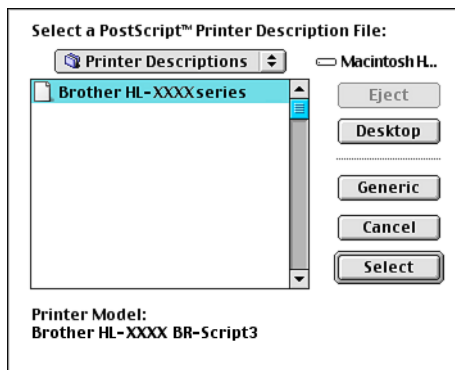 Select a PostScript™ Printer Description File:
Printer Descriptions
Macintosh H...
Brother HL-XXXX series
Eject
Desktop
Generic
Cancel
Select
Printer Model:
Brother HL-XXXX BR-Script3